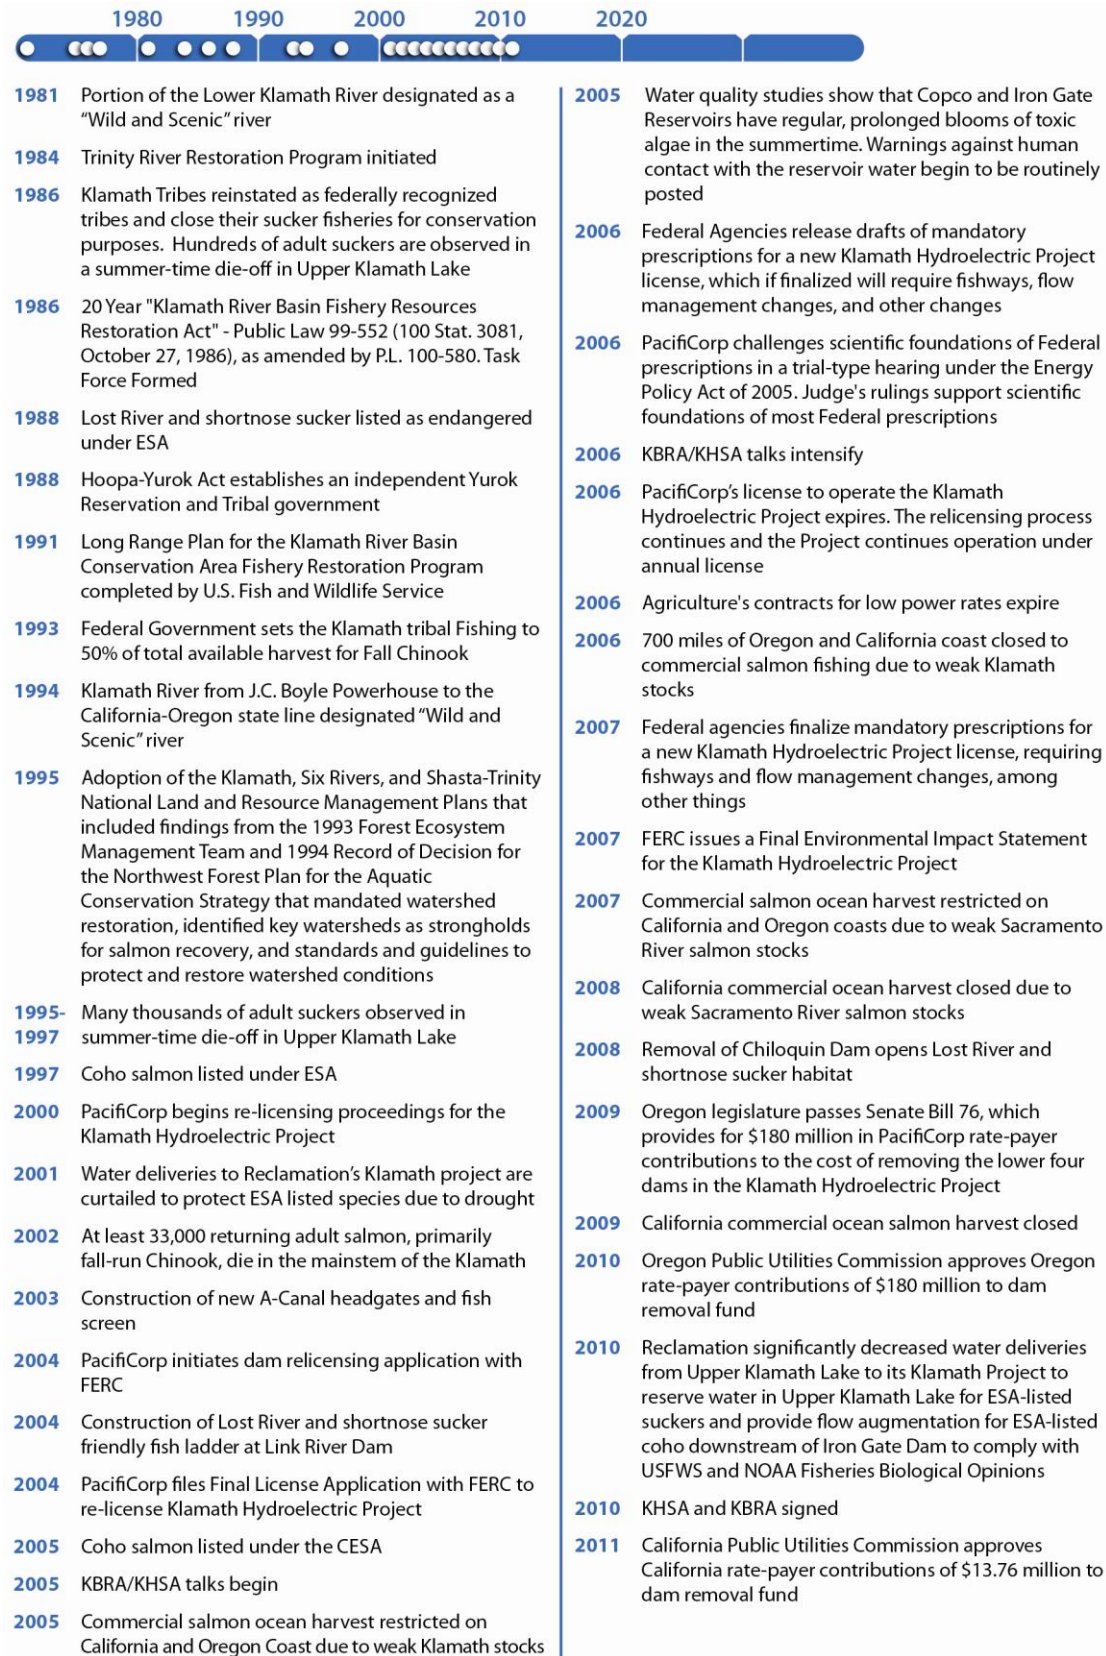 1980 1990 2000 2010 2020
1981 Portion of the Lower Klamath River designated as a
“Wild and Scenic” river
1984 Trinity River Restoration Program initiated
1986 Klamath Tribes reinstated as federally recognized
tribes and close their sucker fisheries for conservation
purposes. Hundreds of adult suckers are observed in
a summer-time die-off in Upper Klamath Lake
1986 20 Year "Klamath River Basin Fishery Resources
Restoration Act" - Public Law 99-552 (100 Stat. 3081,
October 27, 1986), as amended by P.L. 100-580. Task
Force Formed
1988 Lost River and shortnose sucker listed as endangered
under ESA
1988 Hoopa-Yurok Act establishes an independent Yurok
Reservation and Tribal government
1991 Long Range Plan for the Klamath River Basin
Conservation Area Fishery Restoration Program
completed by U.S. Fish and Wildlife Service
1993 Federal Government sets the Klamath tribal Fishing to
50% of total available harvest for Fall Chinook
1994 Klamath River from J.C. Boyle Powerhouse to the
California-Oregon state line designated “Wild and
Scenic” river
1995 Adoption of the Klamath, Six Rivers, and Shasta-Trinity
National Land and Resource Management Plans that
included findings from the 1993 Forest Ecosystem
Management Team and 1994 Record of Decision for
the Northwest Forest Plan for the Aquatic
Conservation Strategy that mandated watershed
restoration, identified key watersheds as strongholds
for salmon recovery, and standards and guidelines to
protect and restore watershed conditions
1995- Many thousands of adult suckers observed in
1997 summer-time die-off in Upper Klamath Lake
1997 Coho salmon listed under ESA
2000 PacifiCorp begins re-licensing proceedings for the
Klamath Hydroelectric Project
2001 Water deliveries to Reclamation’s Klamath project are
curtailed to protect ESA listed species due to drought
2002 At least 33,000 returning adult salmon, primarily
fall-run Chinook, die in the mainstem of the Klamath
2003 Construction of new A-Canal headgates and fish
screen
2004 PacifiCorp initiates dam relicensing application with
FERC
2004 Construction of Lost River and shortnose sucker
friendly fish ladder at Link River Dam
2004 PacifiCorp files Final License Application with FERC to
re-license Klamath Hydroelectric Project
2005 Coho salmon listed under the CESA
2005 KBRA/KHSA talks begin
2005 Commercial salmon ocean harvest restricted on
California and Oregon Coast due to weak Klamath stocks
2005 Water quality studies show that Copco and Iron Gate
Reservoirs have regular, prolonged blooms of toxic
algae in the summertime. Warnings against human
contact with the reservoir water begin to be routinely
posted
2006 Federal Agencies release drafts of mandatory
prescriptions for a new Klamath Hydroelectric Project
license, which if finalized will require fishways, flow
management changes, and other changes
2006 PacifiCorp challenges scientific foundations of Federal
prescriptions in a trial-type hearing under the Energy
Policy Act of 2005. Judge's rulings support scientific
foundations of most Federal prescriptions
2006 KBRA/KHSA talks intensify
2006 PacifiCorp’s license to operate the Klamath
Hydroelectric Project expires. The relicensing process
continues and the Project continues operation under
annual license
2006 Agriculture's contracts for low power rates expire
2006 700 miles of Oregon and California coast closed to
commercial salmon fishing due to weak Klamath
stocks
2007 Federal agencies finalize mandatory prescriptions for
a new Klamath Hydroelectric Project license, requiring
fishways and flow management changes, among
other things
2007 FERC issues a Final Environmental Impact Statement
for the Klamath Hydroelectric Project
2007 Commercial salmon ocean harvest restricted on
California and Oregon coasts due to weak Sacramento
River salmon stocks
2008 California commercial ocean harvest closed due to
weak Sacramento River salmon stocks
2008 Removal of Chiloquin Dam opens Lost River and
shortnose sucker habitat
2009 Oregon legislature passes Senate Bill 76, which
provides for $180 million in PacifiCorp rate-payer
contributions to the cost of removing the lower four
dams in the Klamath Hydroelectric Project
2009 California commercial ocean salmon harvest closed
2010 Oregon Public Utilities Commission approves Oregon
rate-payer contributions of $180 million to dam
removal fund
2010 Reclamation significantly decreased water deliveries
from Upper Klamath Lake to its Klamath Project to
reserve water in Upper Klamath Lake for ESA-listed
suckers and provide flow augmentation for ESA-listed
coho downstream of Iron Gate Dam to comply with
USFWS and NOAA Fisheries Biological Opinions
2010 KHSA and KBRA signed
2011 California Public Utilities Commission approves
California rate-payer contributions of $13.76 million to
dam removal fund